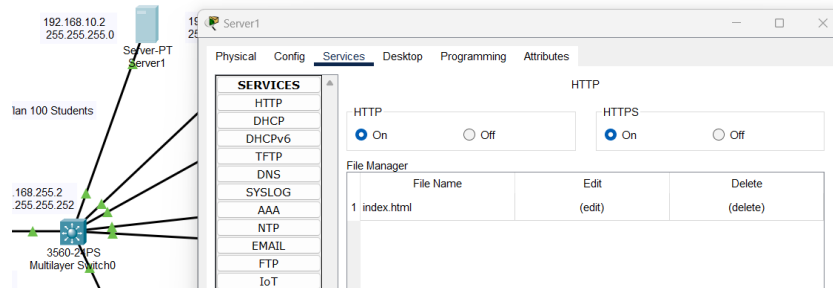 192.168.10.2
255.255.255.0
19
25
Server-PT
Server1
lan 100 Students
.168.255.2
.255.255.252
3560-24PS
Multilayer Switch0
Server1
Physical Config Services Desktop Programming Attributes
SERVICES
HTTP
DHCP
DHCPv6
TFTP
DNS
SYSLOG
AAA
NTP
EMAIL
FTP
IoT
HTTP
HTTP
On Off
HTTPS
On Off
File Manager
File Name Edit Delete
1 index.html (edit) (delete)